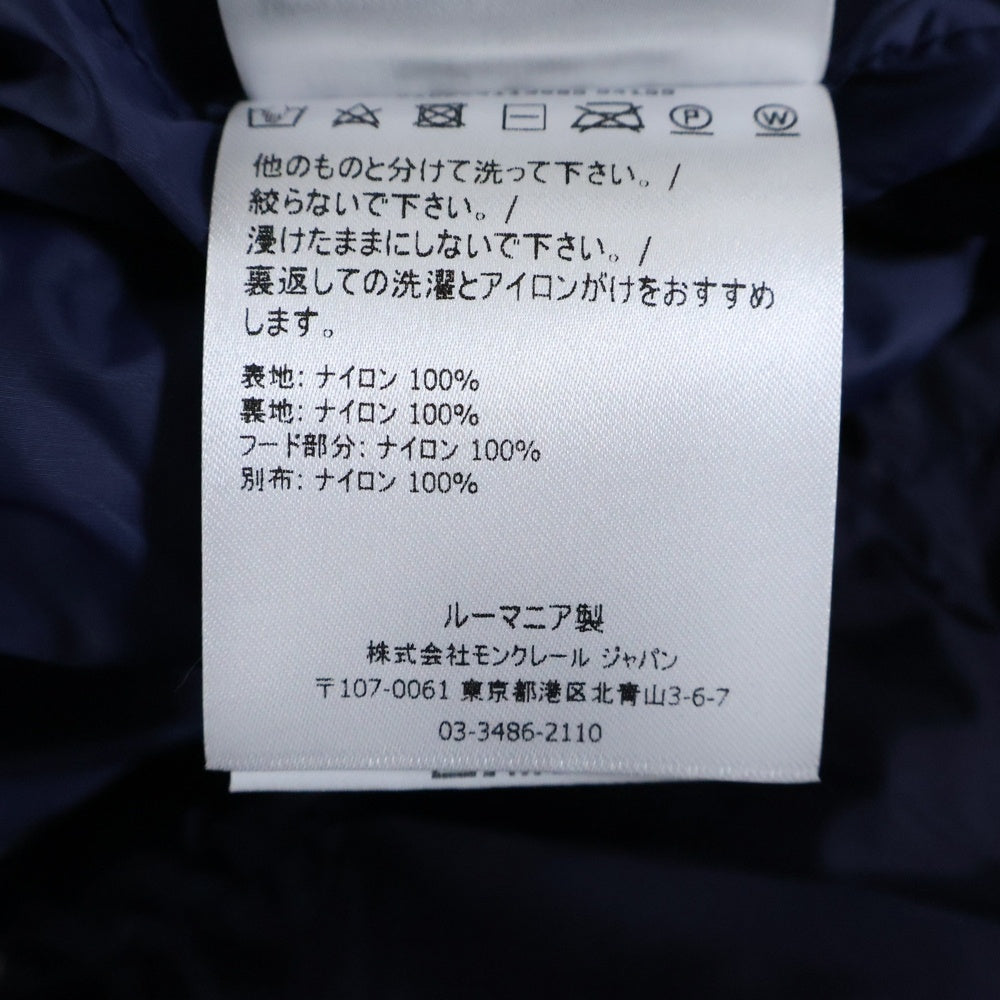 P W
他のものと分けて洗って下さい。/
絞らないで下さい。/
浸けたままにしないで下さい。/
裏返しての洗濯とアイロンがけをおすすめ
します。
表地: ナイロン 100%
裏地: ナイロン 100%
フード部分: ナイロン 100%
別布: ナイロン 100%
ルーマニア製
株式会社モンクレール ジャパン
〒107-0061 東京都港区北青山3-6-7
03-3486-2110